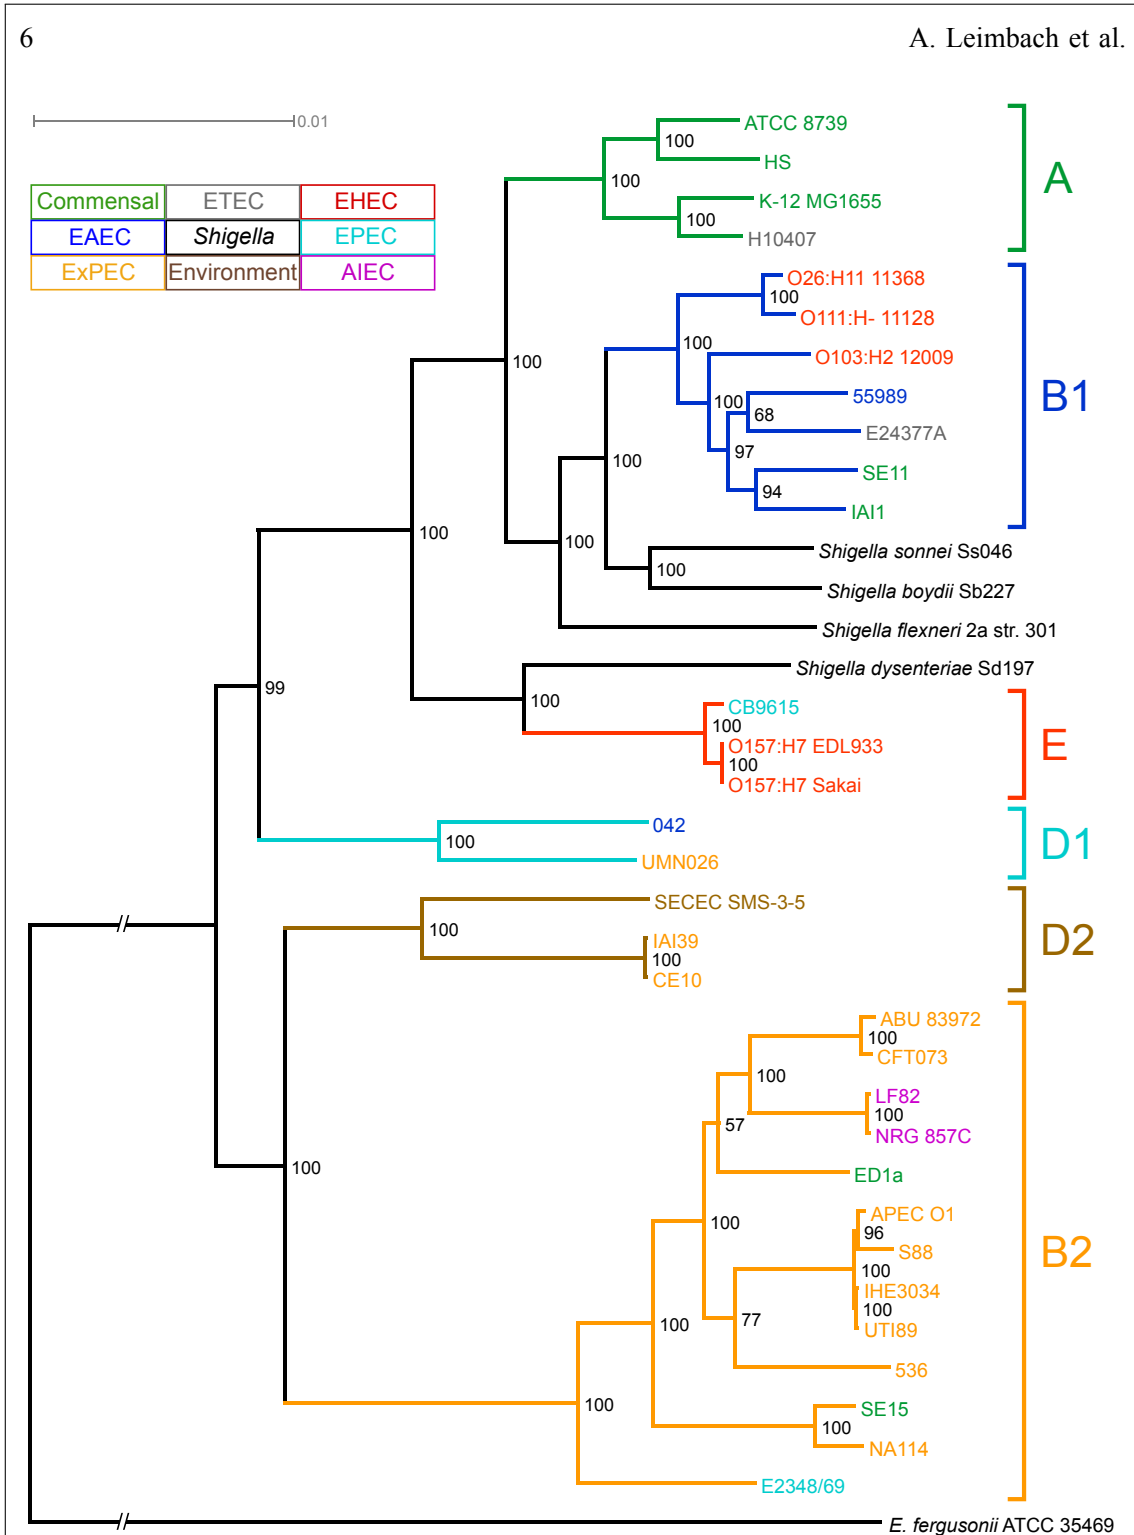 6 A. Leimbach et al.
0.01
Commensal ETEC EHEC
EAEC Shigella EPEC
ExPEC Environment AIEC
ATCC 8739
100
HS
A
100
K-12 MG1655
100
H10407
O26:H11 11368
100
O111:H- 11128
100
O103:H2 12009
100
55989
B1
100
68
E24377A
97
100
SE11
94
IAI1
100
100
Shigella sonnei Ss046
100
Shigella boydii Sb227
Shigella flexneri 2a str. 301
Shigella dysenteriae Sd197
99
100
CB9615
100
O157:H7 EDL933
E
100
O157:H7 Sakai
042
100
D1
UMN026
SECEC SMS-3-5
100
D2
IAI39
100
CE10
ABU 83972
100
CFT073
100
LF82
100
NRG 857C
57
100
ED1a
APEC O1
100
96
S88
B2
100
IHE3034
100
77
100
UTI89
536
100
SE15
100
NA114
E2348/69
E. fergusonii ATCC 35469